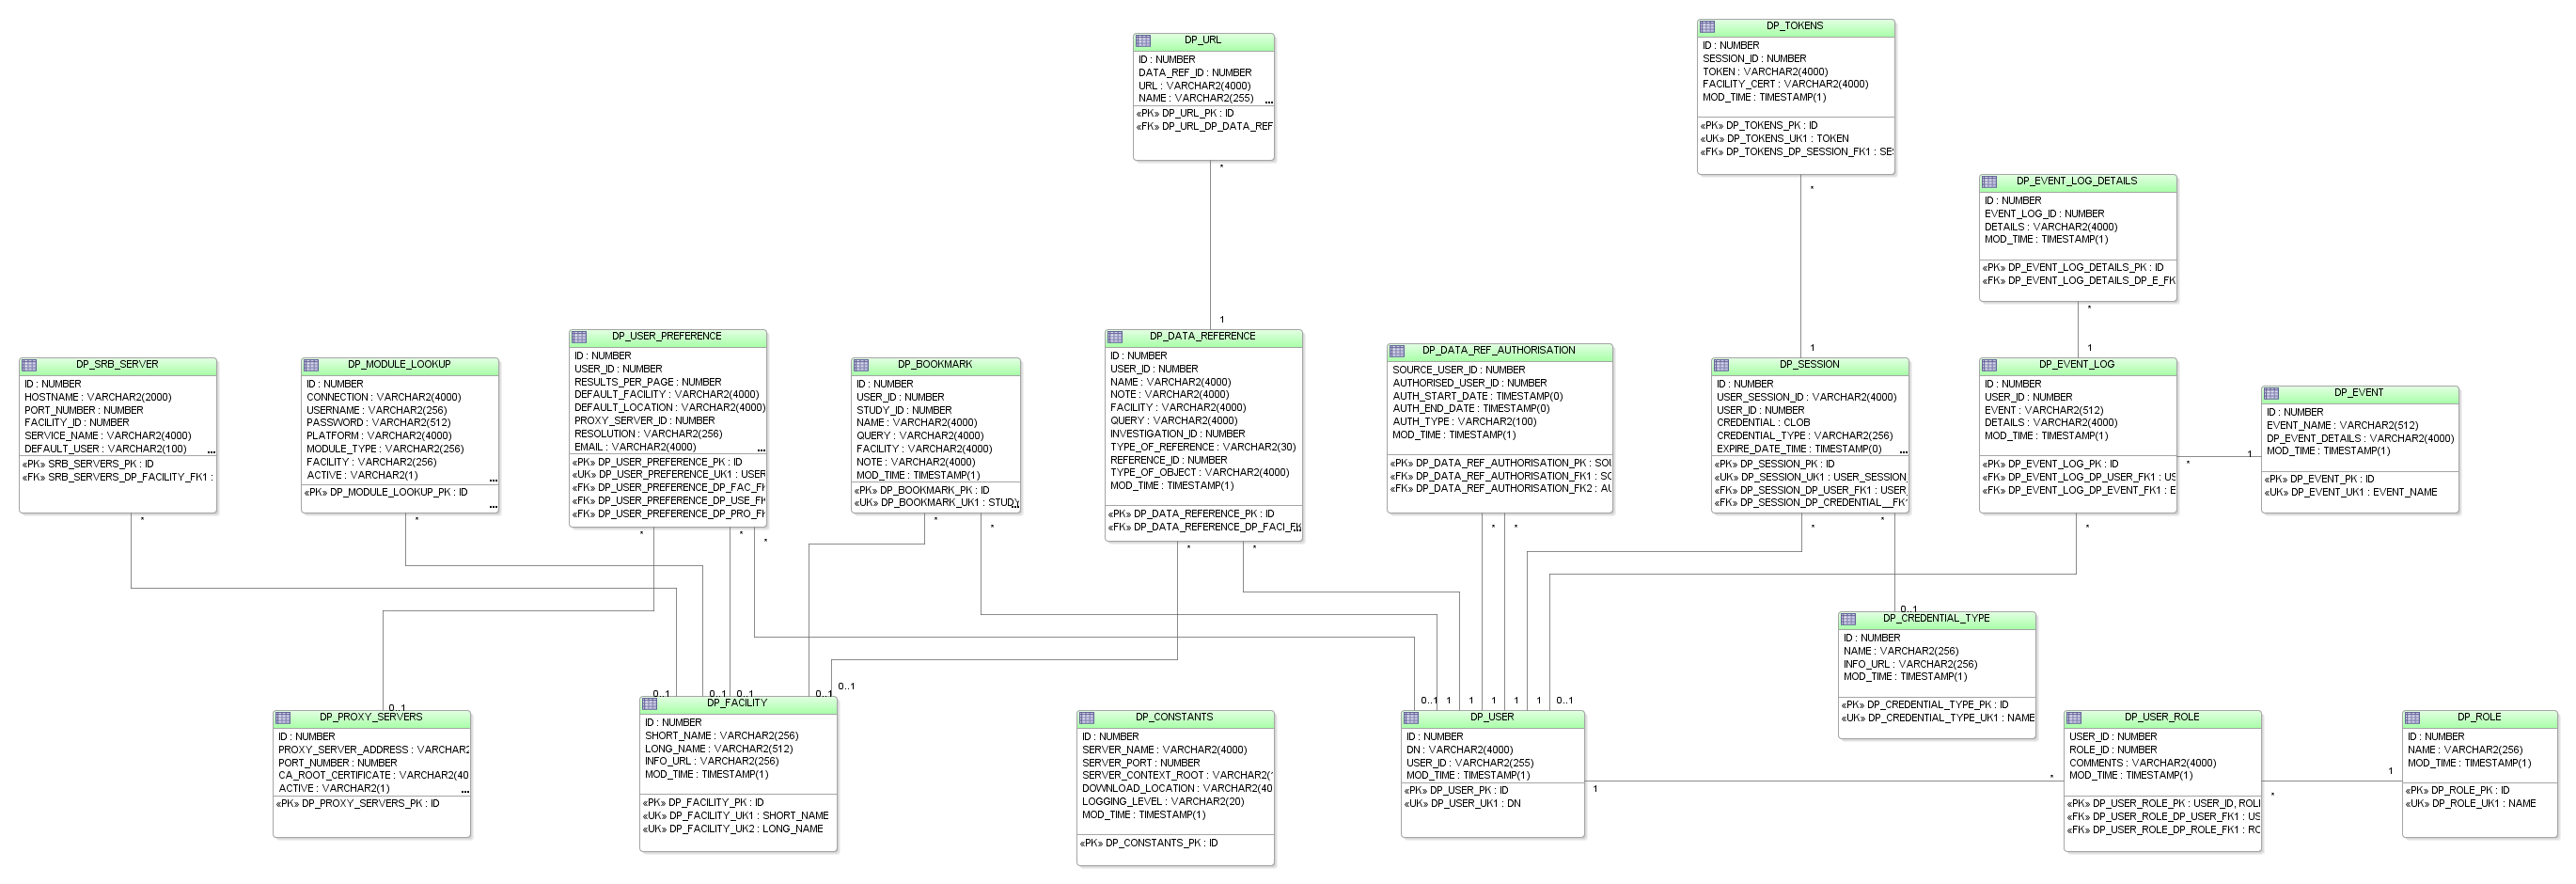 DP_URL
ID : NUMBER
DATA_REF_ID : NUMBER
URL : VARCHAR2(4000)
NAME : VARCHAR2(255) ...
«PK» DP_URL_PK : ID
«FK» DP_URL_DP_DATA_REF
*
1
DP_TOKENS
ID : NUMBER
SESSION_ID : NUMBER
TOKEN : VARCHAR2(4000)
FACILITY_CERT : VARCHAR2(4000)
MOD_TIME : TIMESTAMP(1)
«PK» DP_TOKENS_PK : ID
«UK» DP_TOKENS_UK1 : TOKEN
«FK» DP_TOKENS_DP_SESSION_FK1 : SE
*
1
DP_EVENT_LOG_DETAILS
ID : NUMBER
EVENT_LOG_ID : NUMBER
DETAILS : VARCHAR2(4000)
MOD_TIME : TIMESTAMP(1)
«PK» DP_EVENT_LOG_DETAILS_PK : ID
«FK» DP_EVENT_LOG_DETAILS_DP_E_FK
*
1
DP_SRB_SERVER
ID : NUMBER
HOSTNAME : VARCHAR2(2000)
PORT_NUMBER : NUMBER
FACILITY_ID : NUMBER
SERVICE_NAME : VARCHAR2(4000)
DEFAULT_USER : VARCHAR2(100) ...
«PK» SRB_SERVERS_PK : ID
«FK» SRB_SERVERS_DP_FACILITY_FK1 :
*
DP_MODULE_LOOKUP
ID : NUMBER
CONNECTION : VARCHAR2(4000)
USERNAME : VARCHAR2(256)
PASSWORD : VARCHAR2(512)
PLATFORM : VARCHAR2(4000)
MODULE_TYPE : VARCHAR2(256)
FACILITY : VARCHAR2(256)
ACTIVE : VARCHAR2(1) ...
«PK» DP_MODULE_LOOKUP_PK : ID
...
*
DP_USER_PREFERENCE
ID : NUMBER
USER_ID : NUMBER
RESULTS_PER_PAGE : NUMBER
DEFAULT_FACILITY : VARCHAR2(4000)
DEFAULT_LOCATION : VARCHAR2(4000)
PROXY_SERVER_ID : NUMBER
RESOLUTION : VARCHAR2(256)
EMAIL : VARCHAR2(4000) ...
«PK» DP_USER_PREFERENCE_PK : ID
«UK» DP_USER_PREFERENCE_UK1 : USER
«FK» DP_USER_PREFERENCE_DP_FAC_FK
«FK» DP_USER_PREFERENCE_DP_USE_FK
«FK» DP_USER_PREFERENCE_DP_PRO_FK
* * *
DP_BOOKMARK
ID : NUMBER
USER_ID : NUMBER
STUDY_ID : NUMBER
NAME : VARCHAR2(4000)
QUERY : VARCHAR2(4000)
FACILITY : VARCHAR2(4000)
NOTE : VARCHAR2(4000)
MOD_TIME : TIMESTAMP(1)
«PK» DP_BOOKMARK_PK : ID
«UK» DP_BOOKMARK_UK1 : STUDY...
* *
DP_DATA_REFERENCE
ID : NUMBER
USER_ID : NUMBER
NAME : VARCHAR2(4000)
NOTE : VARCHAR2(4000)
FACILITY : VARCHAR2(4000)
QUERY : VARCHAR2(4000)
INVESTIGATION_ID : NUMBER
TYPE_OF_REFERENCE : VARCHAR2(30)
REFERENCE_ID : NUMBER
TYPE_OF_OBJECT : VARCHAR2(4000)
MOD_TIME : TIMESTAMP(1)
«PK» DP_DATA_REFERENCE_PK : ID
«FK» DP_DATA_REFERENCE_DP_FACI_FK...
* *
DP_DATA_REF_AUTHORISATION
SOURCE_USER_ID : NUMBER
AUTHORISED_USER_ID : NUMBER
AUTH_START_DATE : TIMESTAMP(0)
AUTH_END_DATE : TIMESTAMP(0)
AUTH_TYPE : VARCHAR2(100)
MOD_TIME : TIMESTAMP(1)
«PK» DP_DATA_REF_AUTHORISATION_PK : SOU
«FK» DP_DATA_REF_AUTHORISATION_FK1 : SO
«FK» DP_DATA_REF_AUTHORISATION_FK2 : AU
* *
DP_SESSION
ID : NUMBER
USER_SESSION_ID : VARCHAR2(4000)
USER_ID : NUMBER
CREDENTIAL : CLOB
CREDENTIAL_TYPE : VARCHAR2(256)
EXPIRE_DATE_TIME : TIMESTAMP(0) ...
«PK» DP_SESSION_PK : ID
«UK» DP_SESSION_UK1 : USER_SESSION_
«FK» DP_SESSION_DP_USER_FK1 : USER_
«FK» DP_SESSION_DP_CREDENTIAL__FK
* *
DP_EVENT_LOG
ID : NUMBER
USER_ID : NUMBER
EVENT : VARCHAR2(512)
DETAILS : VARCHAR2(4000)
MOD_TIME : TIMESTAMP(1)
«PK» DP_EVENT_LOG_PK : ID
«FK» DP_EVENT_LOG_DP_USER_FK1 : US
«FK» DP_EVENT_LOG_DP_EVENT_FK1 : E
*
* 1
DP_EVENT
ID : NUMBER
EVENT_NAME : VARCHAR2(512)
DP_EVENT_DETAILS : VARCHAR2(4000)
MOD_TIME : TIMESTAMP(1)
«PK» DP_EVENT_PK : ID
«UK» DP_EVENT_UK1 : EVENT_NAME
0..1
DP_CREDENTIAL_TYPE
ID : NUMBER
NAME : VARCHAR2(256)
INFO_URL : VARCHAR2(256)
MOD_TIME : TIMESTAMP(1)
«PK» DP_CREDENTIAL_TYPE_PK : ID
«UK» DP_CREDENTIAL_TYPE_UK1 : NAME
0..1
DP_PROXY_SERVERS
ID : NUMBER
PROXY_SERVER_ADDRESS : VARCHAR2
PORT_NUMBER : NUMBER
CA_ROOT_CERTIFICATE : VARCHAR2(40
ACTIVE : VARCHAR2(1) ...
«PK» DP_PROXY_SERVERS_PK : ID
0..1 0..1 0..1 0..1 0..1
DP_FACILITY
ID : NUMBER
SHORT_NAME : VARCHAR2(256)
LONG_NAME : VARCHAR2(512)
INFO_URL : VARCHAR2(256)
MOD_TIME : TIMESTAMP(1)
«PK» DP_FACILITY_PK : ID
«UK» DP_FACILITY_UK1 : SHORT_NAME
«UK» DP_FACILITY_UK2 : LONG_NAME
DP_CONSTANTS
ID : NUMBER
SERVER_NAME : VARCHAR2(4000)
SERVER_PORT : NUMBER
SERVER_CONTEXT_ROOT : VARCHAR2(
DOWNLOAD_LOCATION : VARCHAR2(40
LOGGING_LEVEL : VARCHAR2(20)
MOD_TIME : TIMESTAMP(1)
«PK» DP_CONSTANTS_PK : ID
0..1 1 1 1 1 1 0..1
DP_USER
ID : NUMBER
DN : VARCHAR2(4000)
USER_ID : VARCHAR2(255)
MOD_TIME : TIMESTAMP(1)
«PK» DP_USER_PK : ID
«UK» DP_USER_UK1 : DN
1 *
DP_USER_ROLE
USER_ID : NUMBER
ROLE_ID : NUMBER
COMMENTS : VARCHAR2(4000)
MOD_TIME : TIMESTAMP(1)
«PK» DP_USER_ROLE_PK : USER_ID, ROLI
«FK» DP_USER_ROLE_DP_USER_FK1 : US
«FK» DP_USER_ROLE_DP_ROLE_FK1 : RO
* 1
DP_ROLE
ID : NUMBER
NAME : VARCHAR2(256)
MOD_TIME : TIMESTAMP(1)
«PK» DP_ROLE_PK : ID
«UK» DP_ROLE_UK1 : NAME